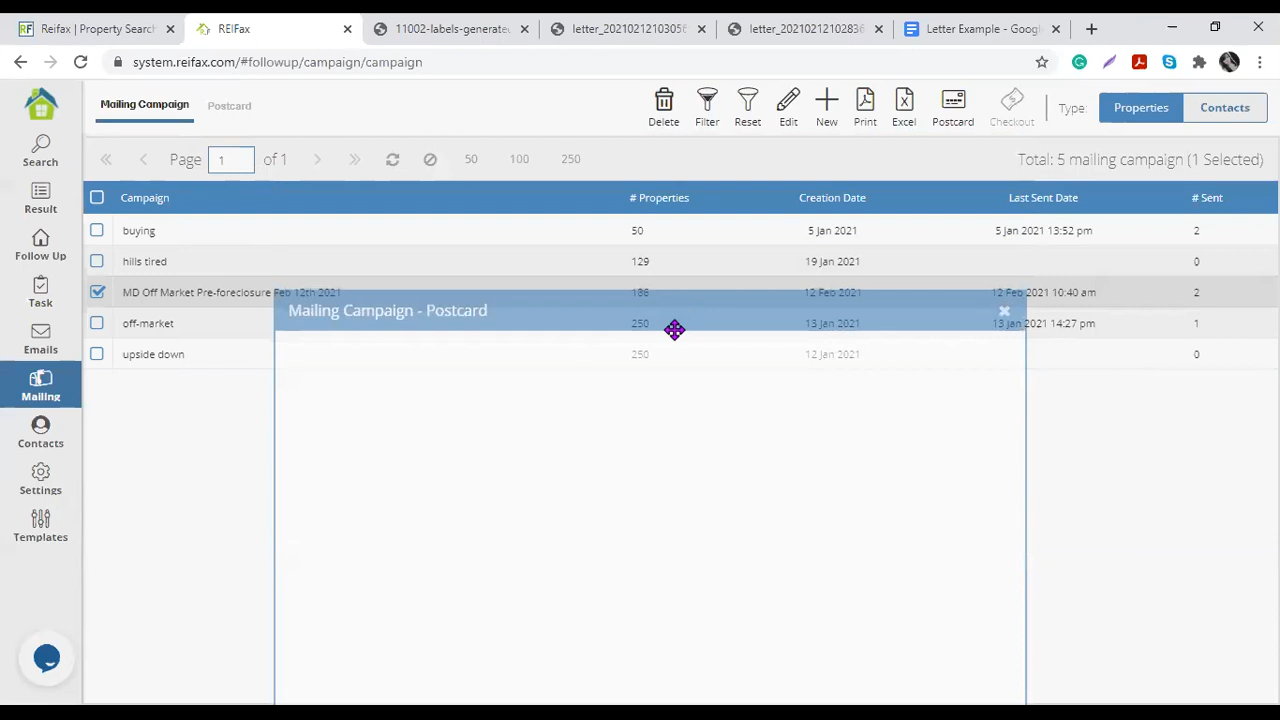 Reifax | Property Search
REIFax
11002-labels-generate
letter_20210212103056
letter_20210212102836
Letter Example - Googl
system.reifax.com/#followup/campaign/campaign
Mailing Campaign
Postcard
Delete
Filter
Reset
Edit
New
Print
Excel
Postcard
Checkout
Type:
Properties
Contacts
Page 1 of 1
50
100
250
Total: 5 mailing campaign (1 Selected)
Campaign # Properties Creation Date Last Sent Date # Sent
buying 50 5 Jan 2021 5 Jan 2021 13:52 pm 2
hills tired 129 19 Jan 2021 0
MD Off Market Pre-foreclosure Feb 12th 2021 186 12 Feb 2021 12 Feb 2021 10:40 am 2
Mailing Campaign - Postcard
off-market 250 13 Jan 2021 13 Jan 2021 14:27 pm 1
upside down 250 12 Jan 2021 0
Search
Result
Follow Up
Task
Emails
Mailing
Contacts
Settings
Templates